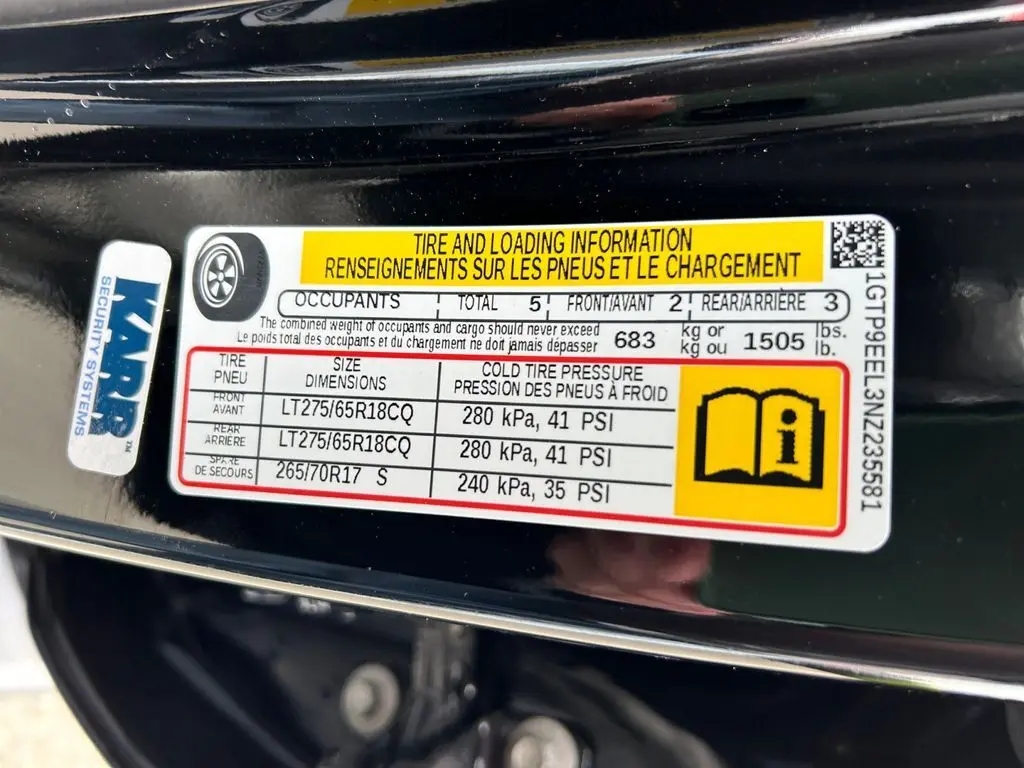 TIRE AND LOADING INFORMATION
RENSEIGNEMENTS SUR LES PNEUS ET LE CHARGEMENT
OCCUPANTS TOTAL 5 FRONT/AVANT 2 REAR/ARRIÈRE 3
The combined weight of occupants and cargo should never exceed 683 kg or 1505 lbs.
Le poids total des occupants et du chargement ne doit jamais dépasser kg ou lb.
TIRE SIZE COLD TIRE PRESSURE
PNEU DIMENSIONS PRESSION DES PNEUS À FROID
FRONT
AVANT LT275/65R18CQ 280 kPa, 41 PSI
REAR
ARRIÈRE LT275/65R18CQ 280 kPa, 41 PSI
SPARE
DE SECOURS 265/70R17 S 240 kPa, 35 PSI
1GTP9EEL3NZ235581
KARR™
SECURITY SYSTEMS